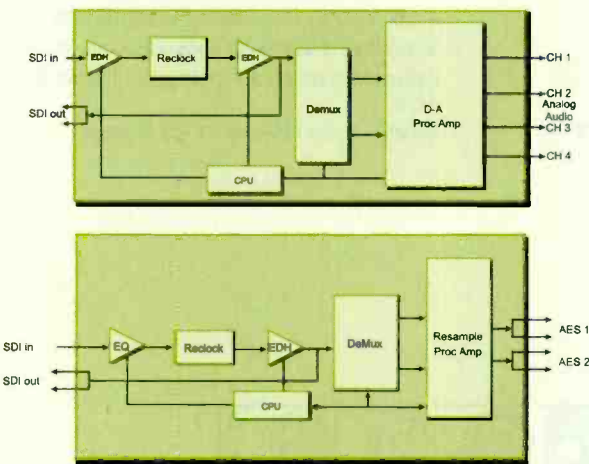 SDI in
EDH
Reclock
EDH
SDI out
Demux
D-A
Proc Amp
CPU
CH 1
CH 2
Analog
Audio
CH 3
CH 4
SDI in
EQ
Reclock
EDH
SDI out
DeMux
Resample
Proc Amp
CPU
AES 1
AES 2